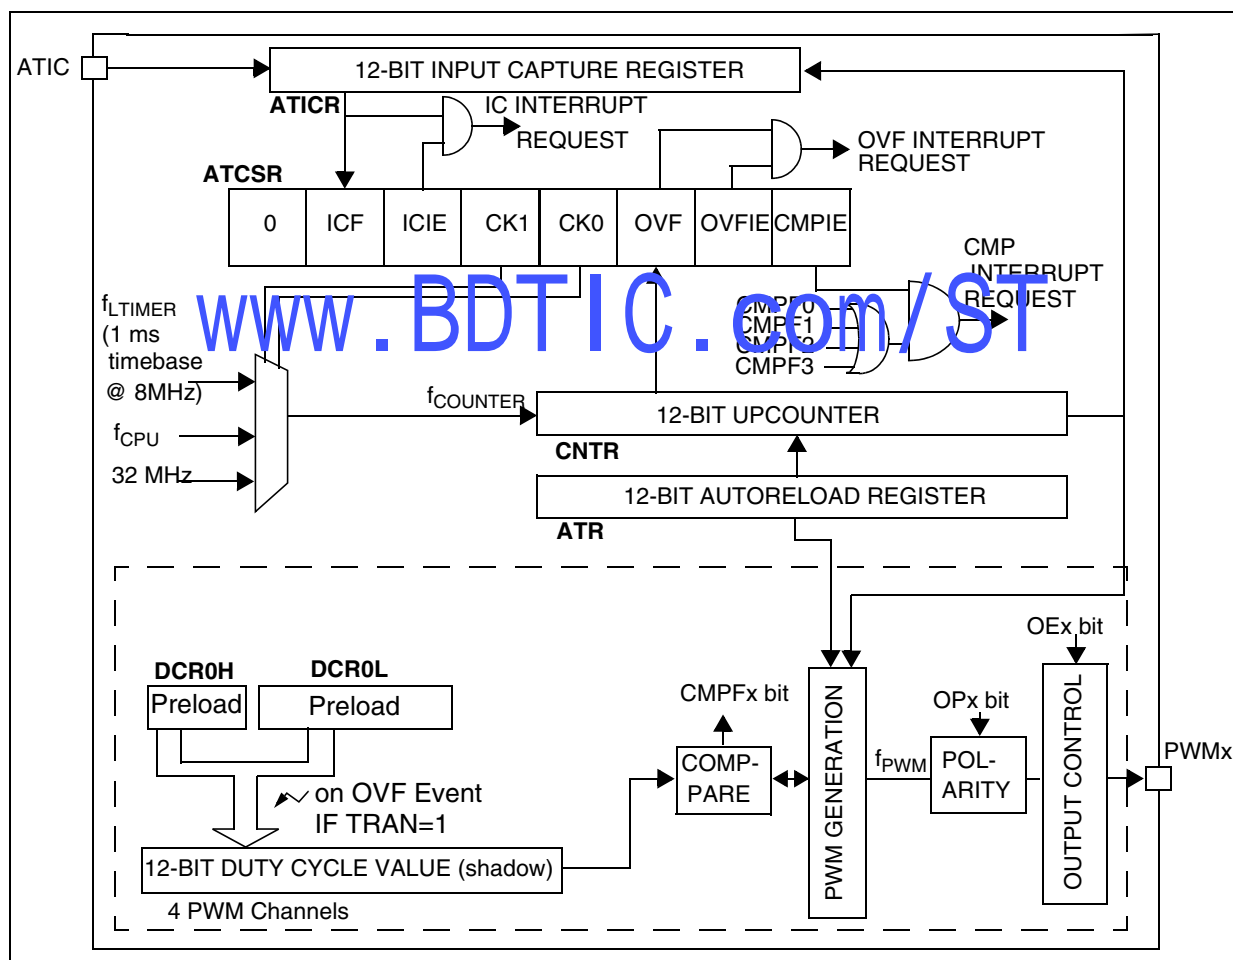 ATIC
12-BIT INPUT CAPTURE REGISTER
ATICR
IC INTERRUPT
REQUEST
OVF INTERRUPT
REQUEST
ATCSR
0
ICF
ICIE
CK1
CK0
OVF
OVFIE
CMPIE
CMP
INTERRUPT
REQUEST
www.BDTIC.com/ST
fLTIMER
(1 ms
timebase
@ 8MHz)
CMPF0
CMPF1
CMPF2
CMPF3
fCOUNTER
12-BIT UPCOUNTER
fCPU
CNTR
32 MHz
12-BIT AUTORELOAD REGISTER
ATR
OEx bit
DCR0H
DCR0L
Preload
Preload
CMPFx bit
OPx bit
PWMx
COMP-
PARE
PWM GENERATION
fPWM
POL-
ARITY
OUTPUT CONTROL
on OVF Event
IF TRAN=1
12-BIT DUTY CYCLE VALUE (shadow)
4 PWM Channels